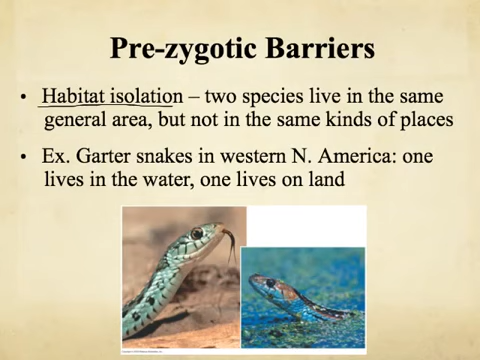 Pre-zygotic Barriers
• Habitat isolation – two species live in the same
general area, but not in the same kinds of places
• Ex. Garter snakes in western N. America: one
lives in the water, one lives on land